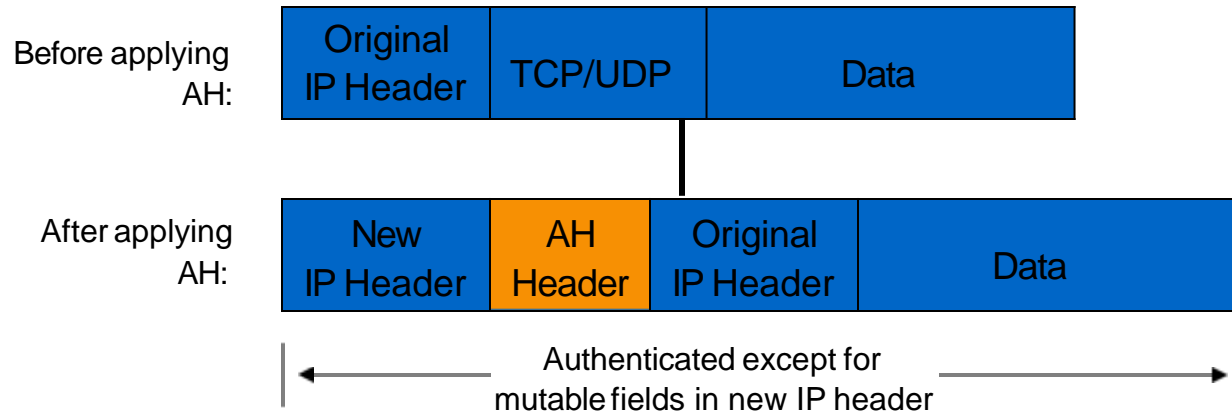 Before applying
AH:
Original
IP Header
TCP/UDP
Data
After applying
AH:
New
IP Header
AH
Header
Original
IP Header
Data
Authenticated except for
mutable fields in new IP header